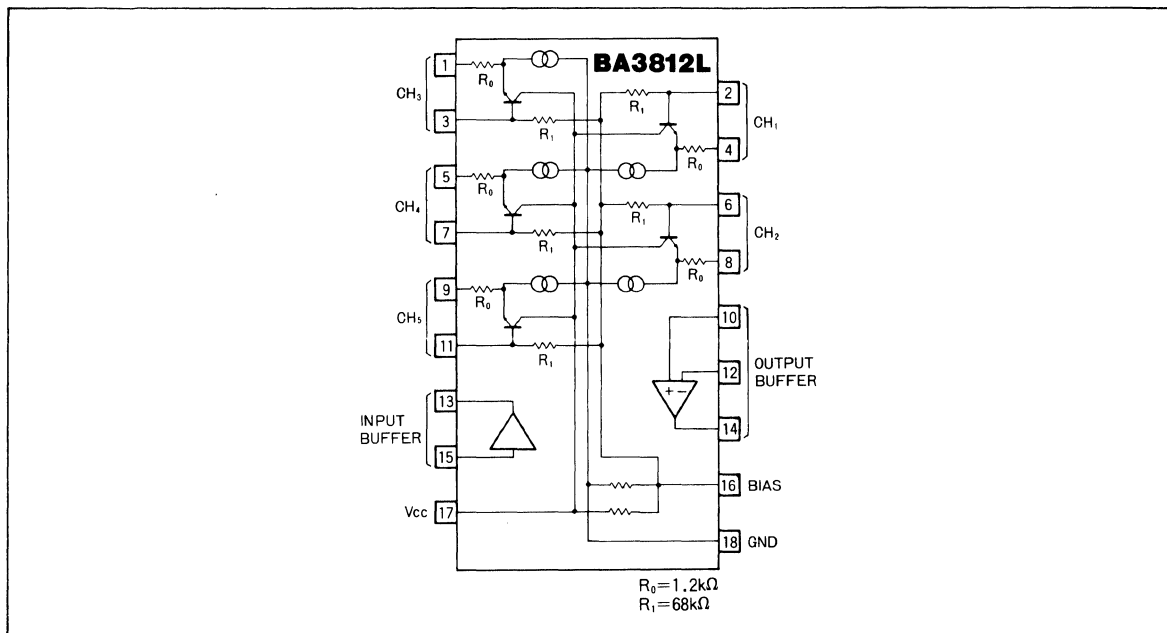 BA3812L
1
R₀
CH₃
3
R₁
R₁
2
CH₁
4
R₀
5
R₀
CH₄
7
R₁
R₁
6
CH₂
8
R₀
9
R₀
CH₅
11
R₁
10
12
OUTPUT
BUFFER
14
13
INPUT
BUFFER
15
+ −
16
BIAS
Vcc
17
18
GND
R₀=1.2kΩ
R₁=68kΩ